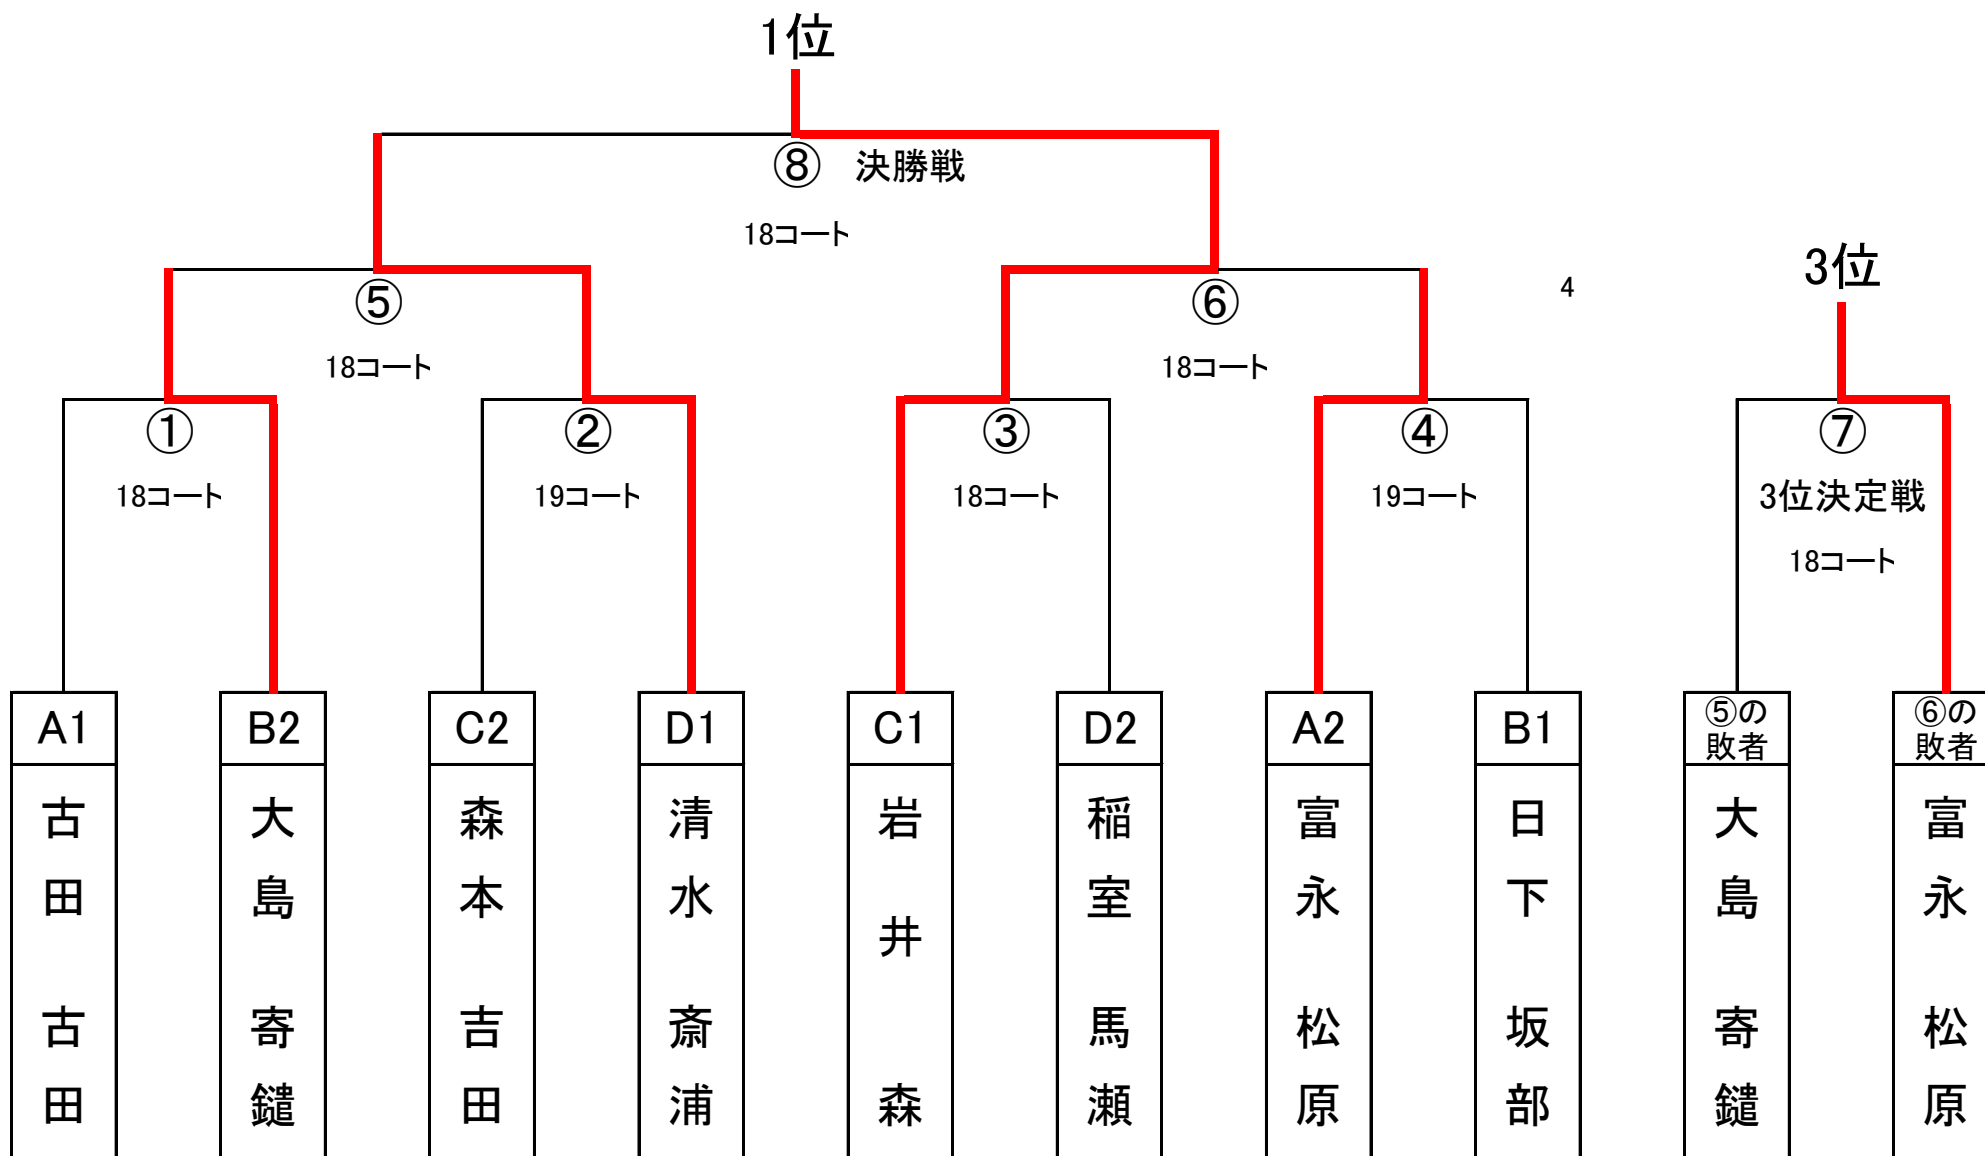 1位
⑧ 決勝戦
18コート
3位
⑤
⑥
4
18コート
18コート
①
②
③
④
⑦
18コート
19コート
18コート
19コート
3位決定戦
18コート
A1
B2
C2
D1
C1
D2
A2
B1
⑤の
敗者
⑥の
敗者
古田 古田
大島 寄鑓
森本 吉田
清水 斎浦
岩井 森
稲室 馬瀬
富永 松原
日下 坂部
大島 寄鑓
富永 松原